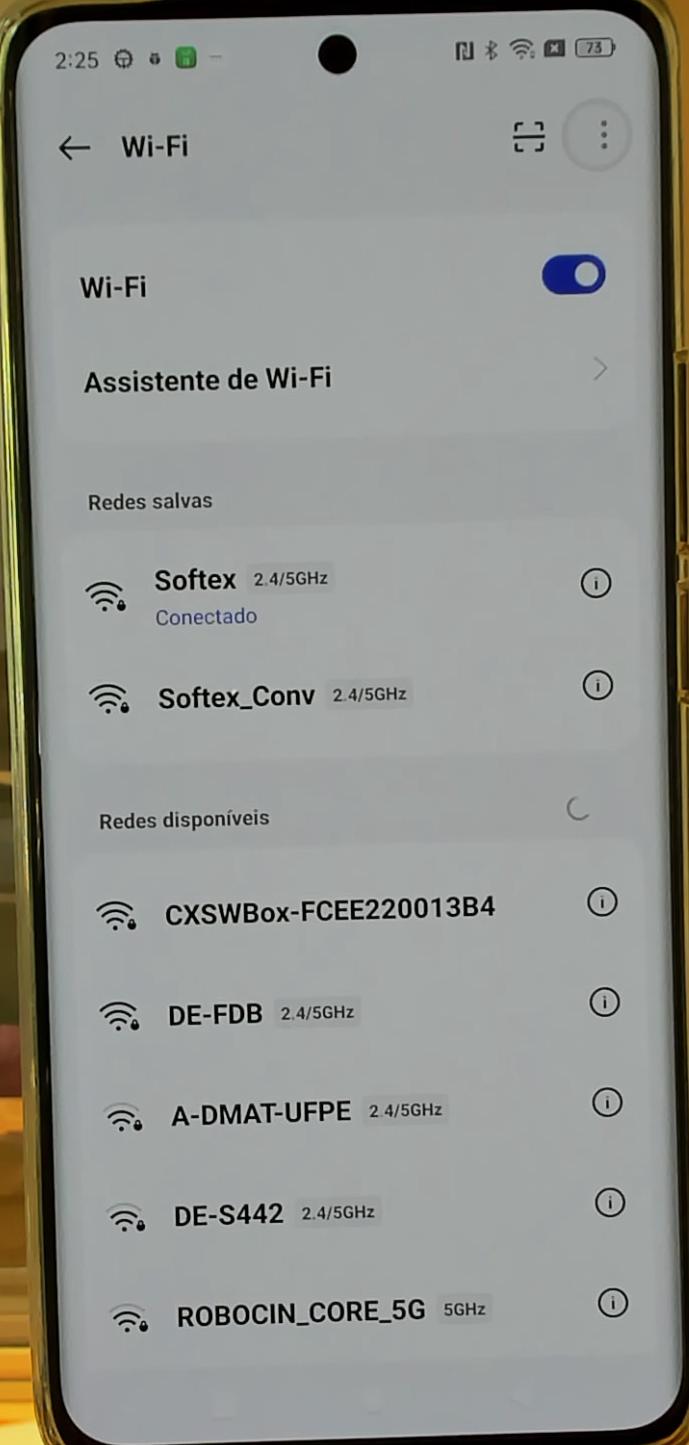 2:25
73
Wi-Fi
Wi-Fi
Assistente de Wi-Fi
Redes salvas
Softex 2.4/5GHz
Conectado
Softex_Conv 2.4/5GHz
Redes disponíveis
CXSWBox-FCEE220013B4
DE-FDB 2.4/5GHz
A-DMAT-UFPE 2.4/5GHz
DE-S442 2.4/5GHz
ROBOCIN_CORE_5G 5GHz